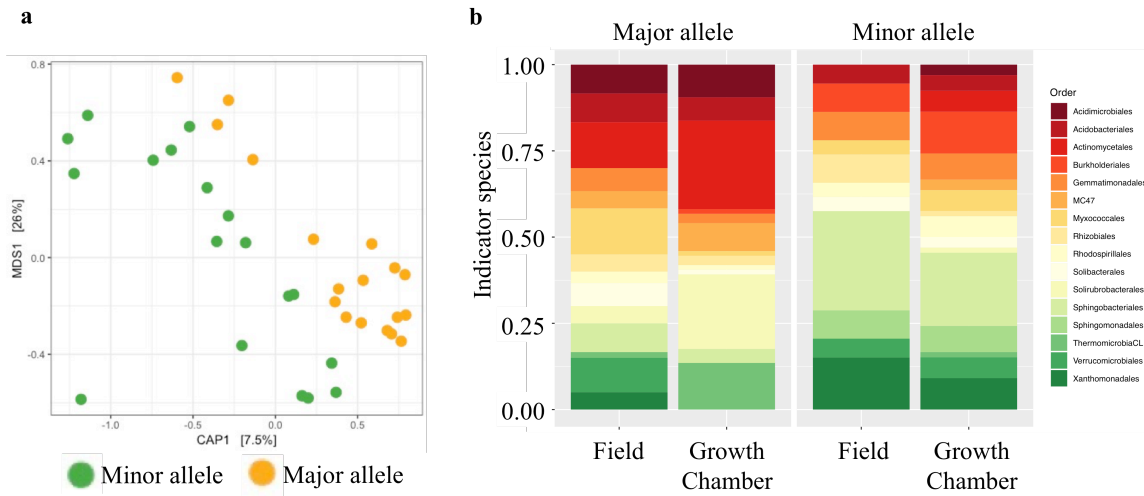 a
0.8
0.4
0.0
-0.4
MDS1 [26%]
-1.0 -0.5 0.0 0.5
CAP1 [7.5%]
Minor allele Major allele
b
Major allele Minor allele
1.00
0.75
0.50
0.25
0.00
Indicator species
Field Growth Chamber Field Growth Chamber
Order
Acidimicrobiales
Acidobacteriales
Actinomycetales
Burkholderiales
Gemmatimonadales
MC47
Myxococcales
Rhizobiales
Rhodospirillales
Solibacterales
Solirubrobacterales
Sphingobacteriales
Sphingomonadales
ThermomicrobiaCL
Verrucomicrobiales
Xanthomonadales